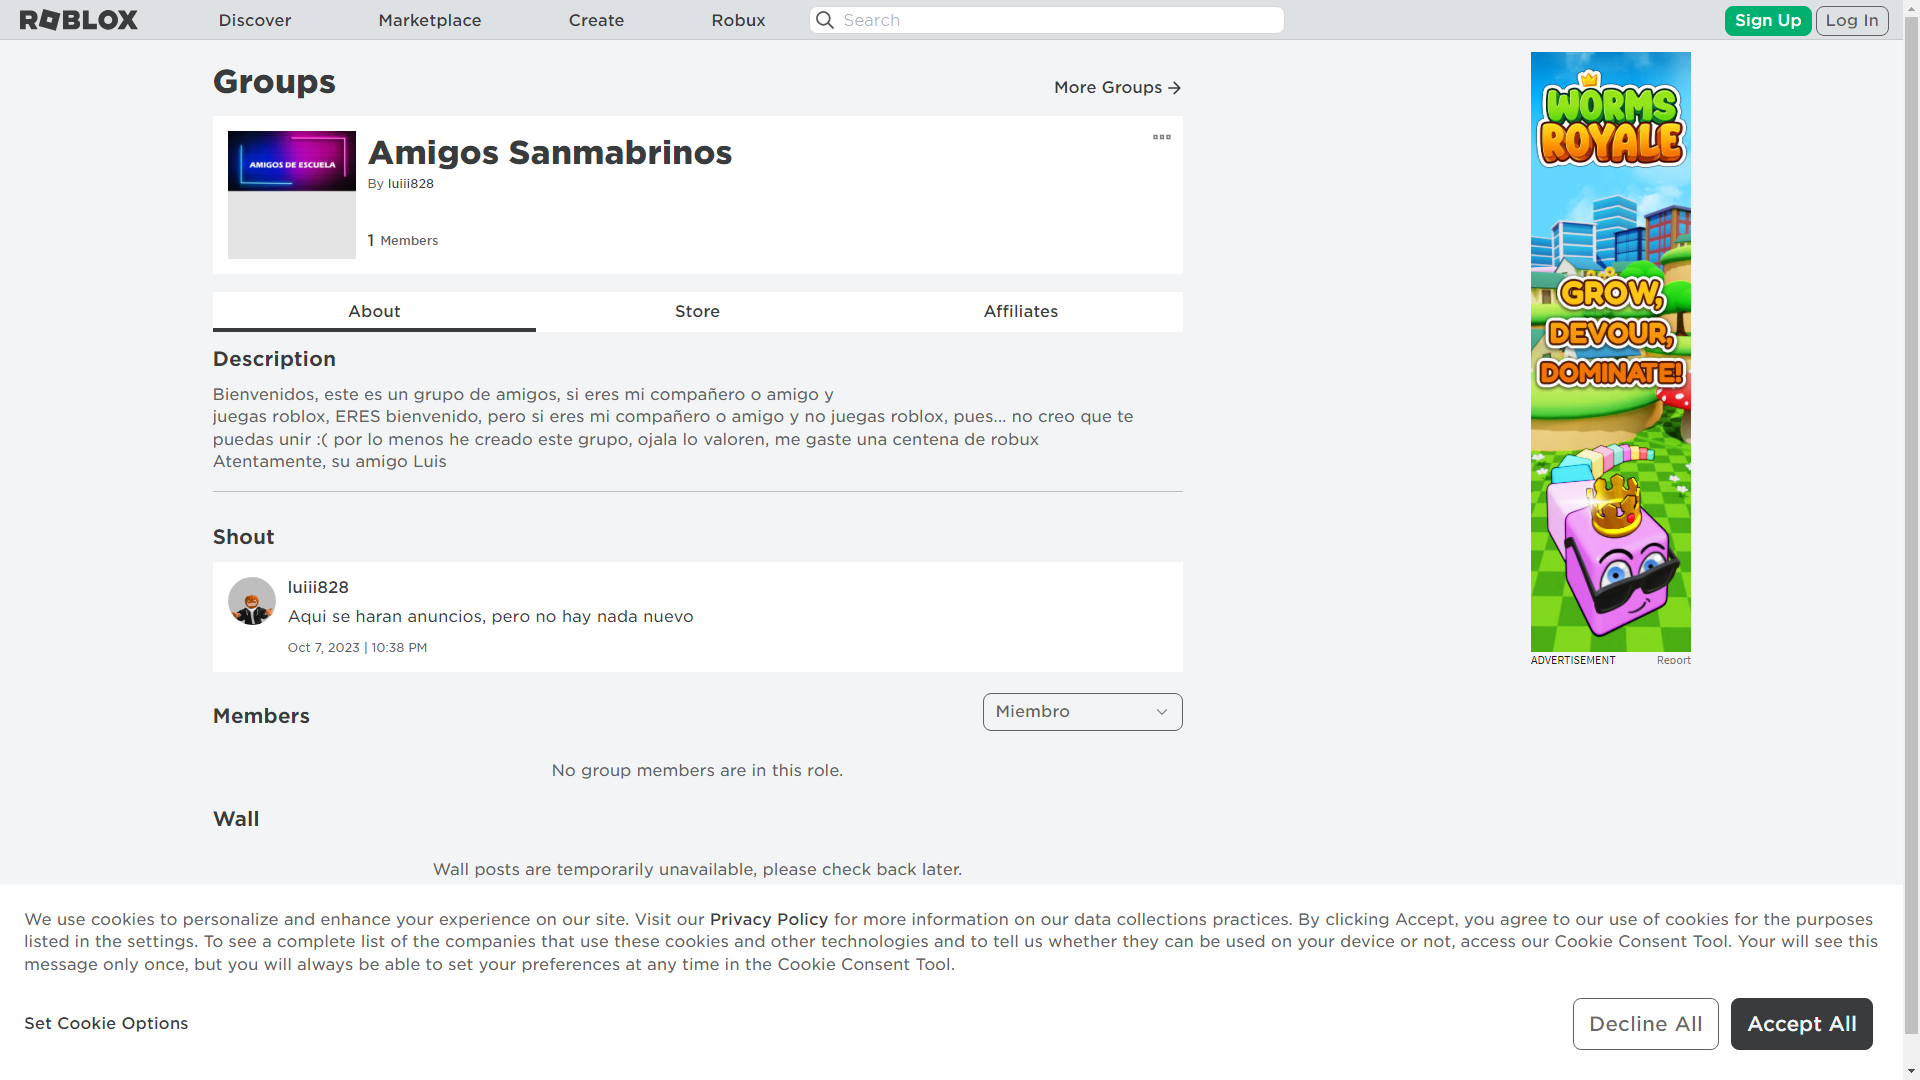 ROBLOX
Discover
Marketplace
Create
Robux
Search
Sign Up
Log In
Groups
More Groups
AMIGOS DE ESCUELA
Amigos Sanmabrinos
By luiii828
1 Members
About
Store
Affiliates
Description
Bienvenidos, este es un grupo de amigos, si eres mi compañero o amigo y
juegas roblox, ERES bienvenido, pero si eres mi compañero o amigo y no juegas roblox, pues... no creo que te
puedas unir :( por lo menos he creado este grupo, ojala lo valoren, me gaste una centena de robux
Atentamente, su amigo Luis
Shout
luiii828
Aqui se haran anuncios, pero no hay nada nuevo
Oct 7, 2023 | 10:38 PM
Members
Miembro
No group members are in this role.
Wall
Wall posts are temporarily unavailable, please check back later.
WORMS
ROYALE
GROW,
DEVOUR,
DOMINATE!
ADVERTISEMENT
Report
We use cookies to personalize and enhance your experience on our site. Visit our Privacy Policy for more information on our data collections practices. By clicking Accept, you agree to our use of cookies for the purposes
listed in the settings. To see a complete list of the companies that use these cookies and other technologies and to tell us whether they can be used on your device or not, access our Cookie Consent Tool. Your will see this
message only once, but you will always be able to set your preferences at any time in the Cookie Consent Tool.
Set Cookie Options
Decline All
Accept All